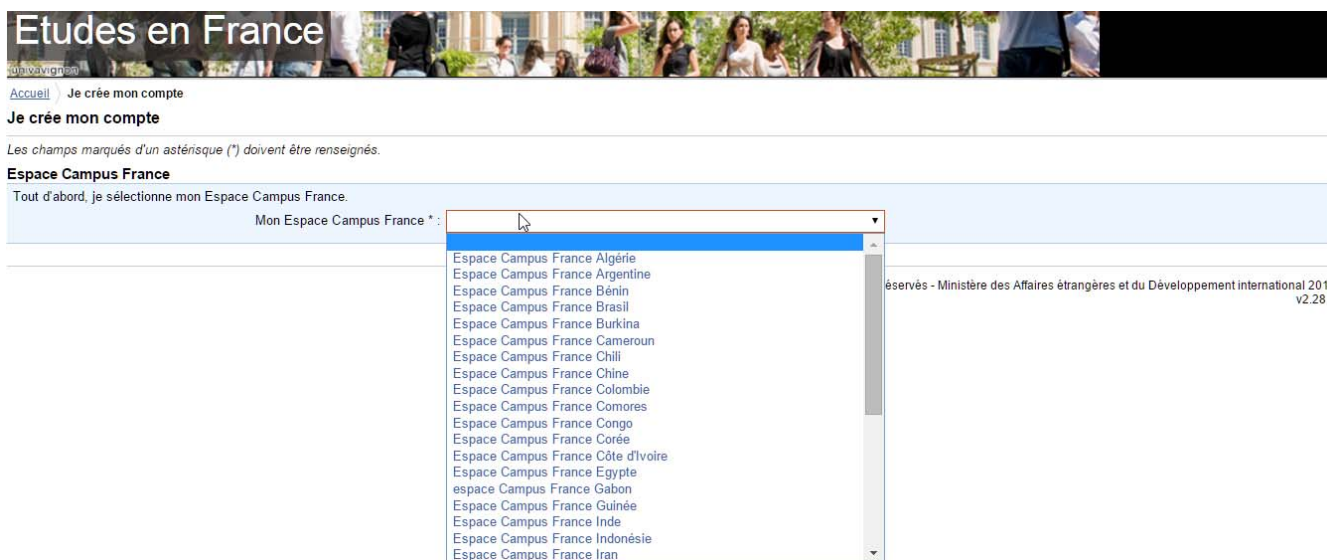 Etudes en France
univavignon
Accueil Je crée mon compte
Je crée mon compte
Les champs marqués d'un astérisque (*) doivent être renseignés.
Espace Campus France
Tout d'abord, je sélectionne mon Espace Campus France.
Mon Espace Campus France * :
Espace Campus France Algérie
Espace Campus France Argentine
Espace Campus France Bénin
Espace Campus France Brasil
Espace Campus France Burkina
Espace Campus France Cameroun
Espace Campus France Chili
Espace Campus France Chine
Espace Campus France Colombie
Espace Campus France Comores
Espace Campus France Congo
Espace Campus France Corée
Espace Campus France Côte d'Ivoire
Espace Campus France Egypte
espace Campus France Gabon
Espace Campus France Guinée
Espace Campus France Inde
Espace Campus France Indonésie
Espace Campus France Iran
éservés - Ministère des Affaires étrangères et du Développement international 201
v2.28